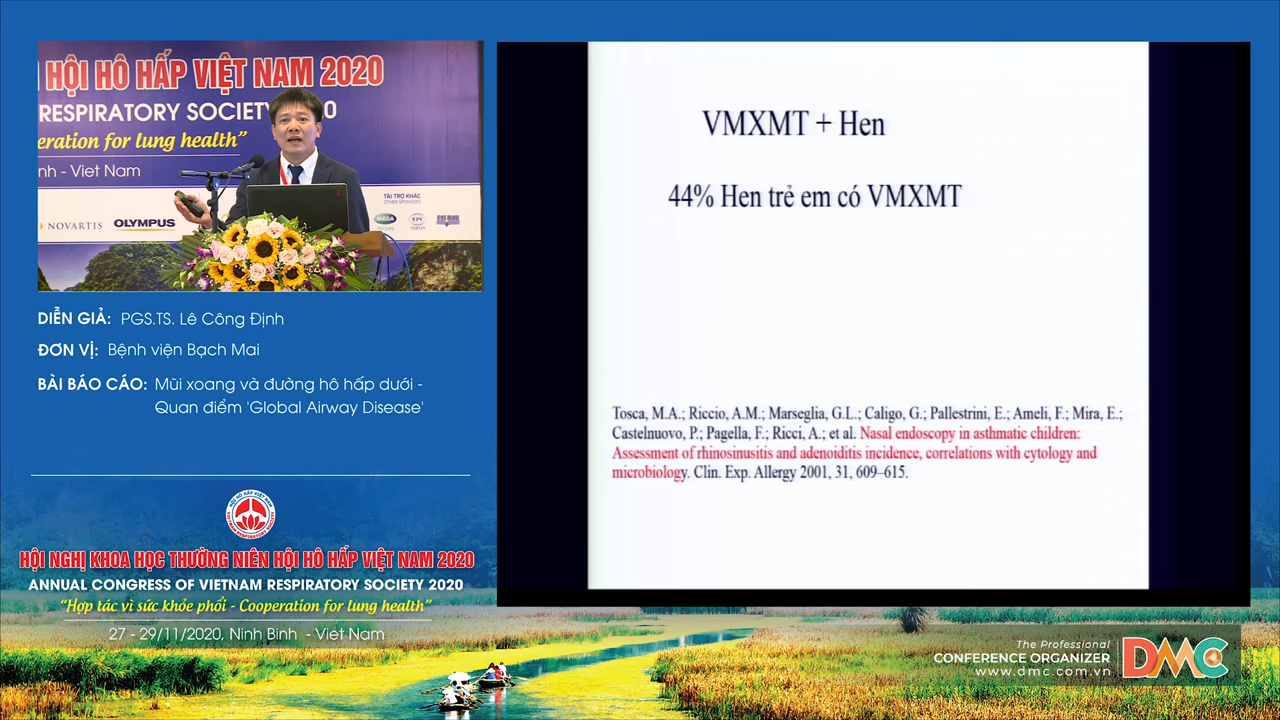 HỘI HÔ HẤP VIỆT NAM 2020
RESPIRATORY SOCIETY
eration for lung health”
nh - Viet Nam
TÀI TRỢ KHÁC
OTHER SPONSORS
NOVARTIS
OLYMPUS
MEGA
DIỄN GIẢ: PGS.TS. Lê Công Định
ĐƠN VỊ: Bệnh viện Bạch Mai
BÀI BÁO CÁO: Mũi xoang và đường hô hấp dưới -
Quan điểm 'Global Airway Disease'
HỘI NGHỊ KHOA HỌC THƯỜNG NIÊN HỘI HÔ HẤP VIỆT NAM 2020
ANNUAL CONGRESS OF VIETNAM RESPIRATORY SOCIETY 2020
“Hợp tác vì sức khỏe phổi - Cooperation for lung health”
27 - 29/11/2020, Ninh Binh - Viet Nam
VMXMT + Hen
44% Hen trẻ em có VMXMT
Tosca, M.A.; Riccio, A.M.; Marseglia, G.L.; Caligo, G.; Pallestrini, E.; Ameli, F.; Mira, E.;
Castelnuovo, P.; Pagella, F.; Ricci, A.; et al. Nasal endoscopy in asthmatic children:
Assessment of rhinosinusitis and adenoiditis incidence, correlations with cytology and
microbiology. Clin. Exp. Allergy 2001, 31, 609–615.
The Professional
CONFERENCE ORGANIZER
www.dmc.com.vn
DMC